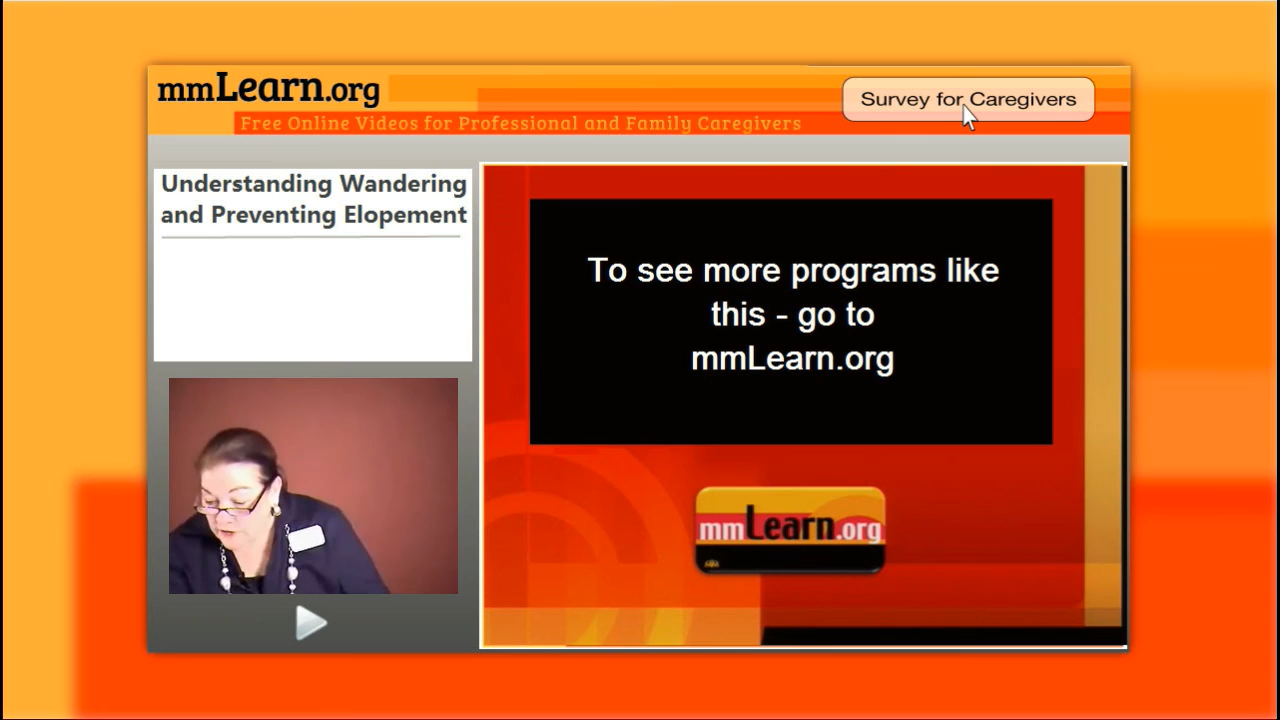 mmLearn.org
Free Online Videos for Professional and Family Caregivers
Survey for Caregivers
Understanding Wandering
and Preventing Elopement
To see more programs like
this - go to
mmLearn.org
mmLearn.org